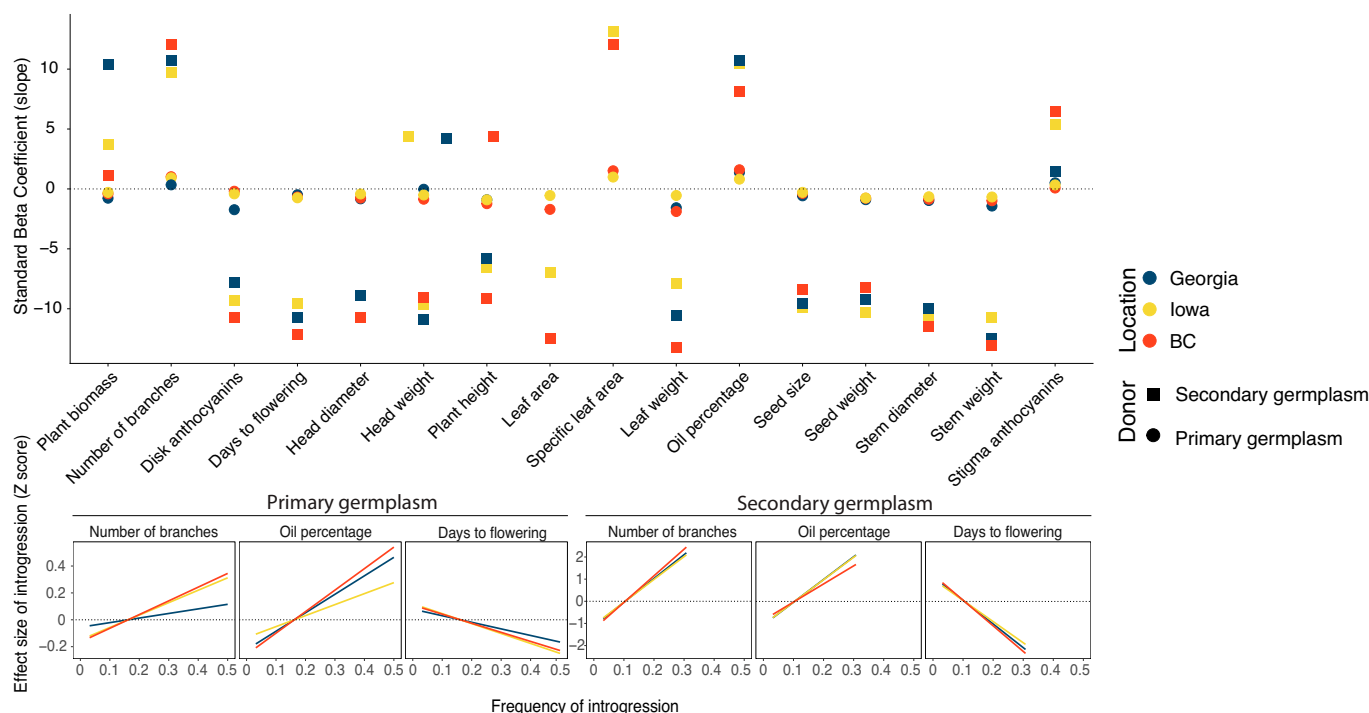 Standard Beta Coefficient (slope)
10
5
0
−5
−10
Plant biomass
Number of branches
Disk anthocyanins
Days to flowering
Head diameter
Head weight
Plant height
Leaf area
Specific leaf area
Leaf weight
Oil percentage
Seed size
Seed weight
Stem diameter
Stem weight
Stigma anthocyanins
Location
Georgia
Iowa
BC
Donor
Secondary germplasm
Primary germplasm
Effect size of introgression (Z score)
Primary germplasm
Secondary germplasm
Number of branches
Oil percentage
Days to flowering
Number of branches
Oil percentage
Days to flowering
0.4
0.2
0
−0.2
2
1
0
−1
−2
0 0.1 0.2 0.3 0.4 0.5
0 0.1 0.2 0.3 0.4 0.5
0 0.1 0.2 0.3 0.4 0.5
0 0.1 0.2 0.3 0.4 0.5
0 0.1 0.2 0.3 0.4 0.5
0 0.1 0.2 0.3 0.4 0.5
Frequency of introgression